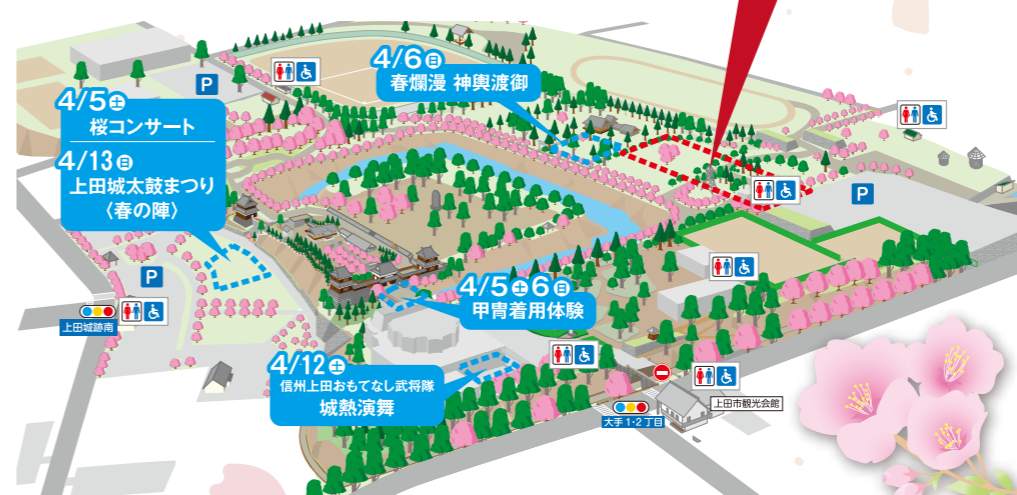 4/6㊐
春爛漫 神輿渡御
4/5㊏
桜コンサート
4/13㊐
上田城太鼓まつり
〈春の陣〉
P
P
P
4/5㊏6㊐
甲冑着用体験
上田城跡南
4/12㊏
信州上田おもてなし武将隊
城熱演舞
上田市観光会館
大手1・2丁目